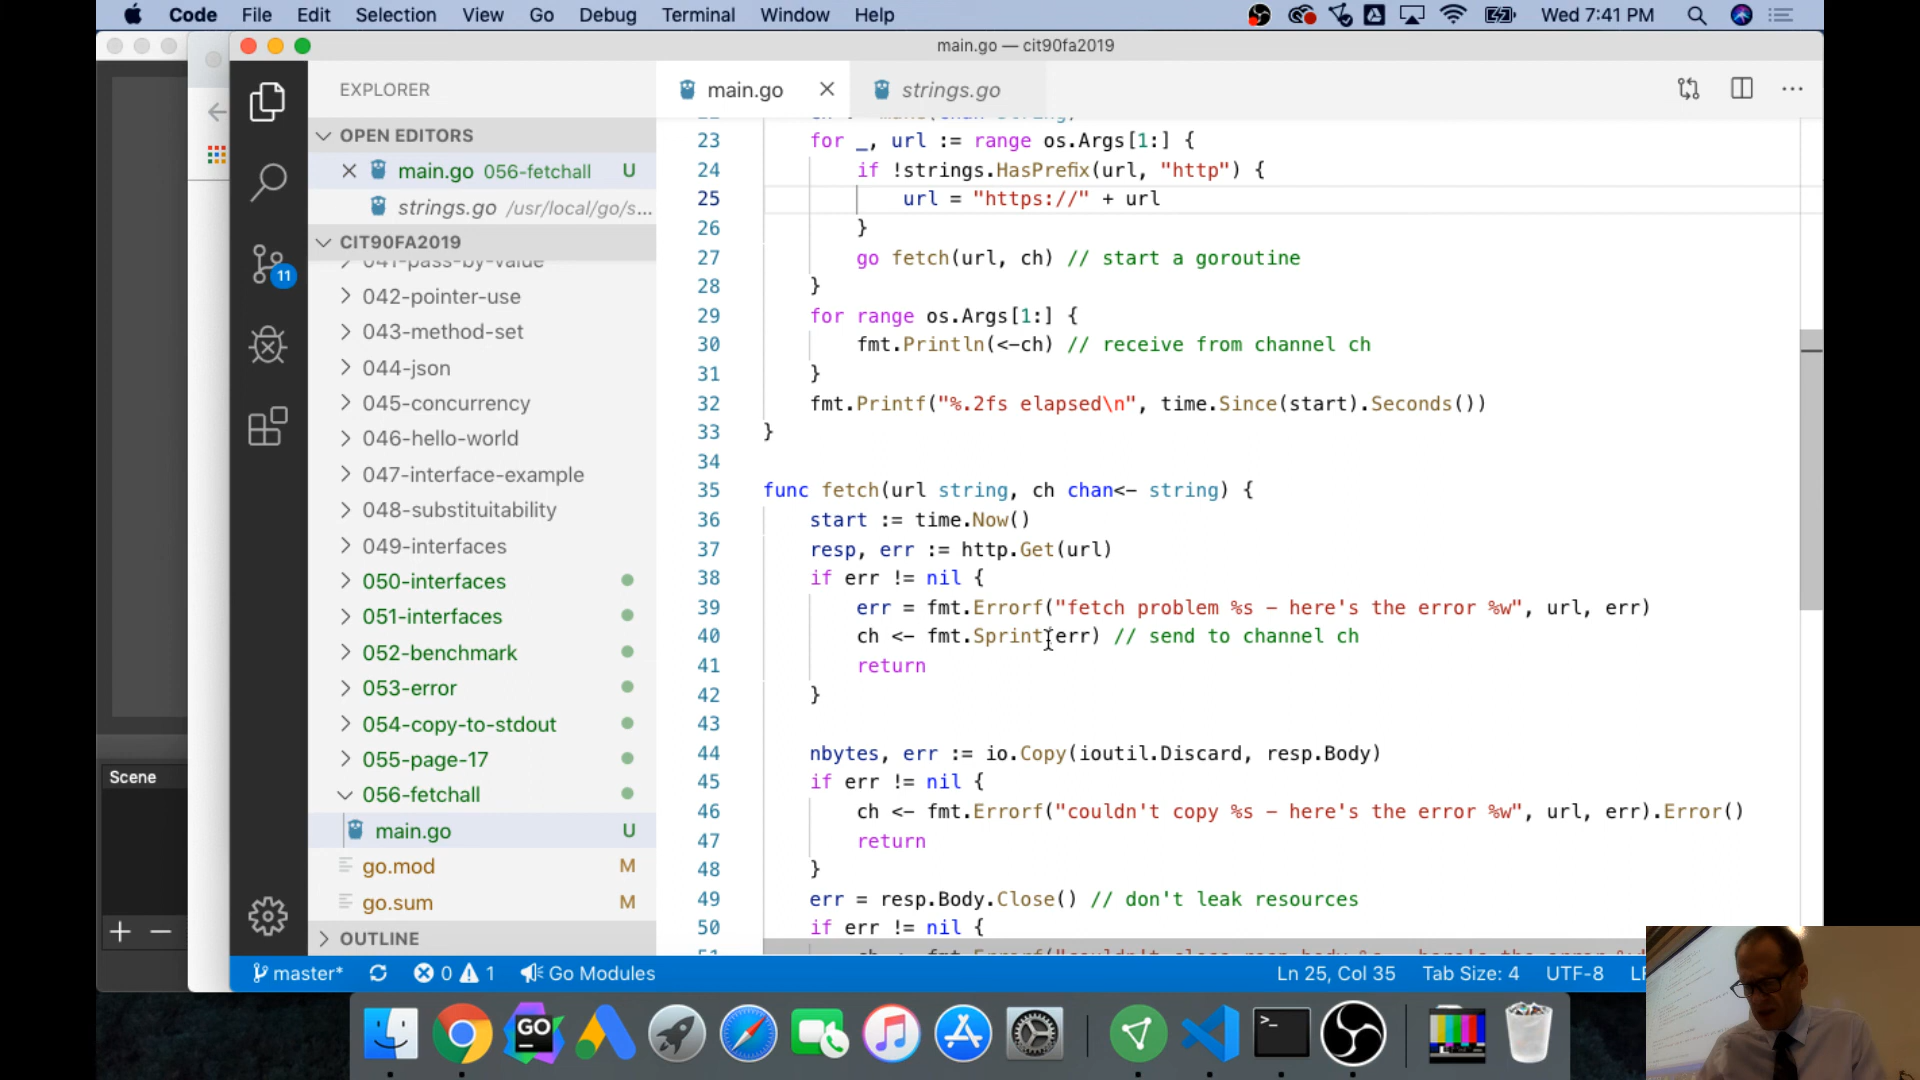 Code File Edit Selection View Go Debug Terminal Window Help
Wed 7:41 PM
main.go — cit90fa2019
EXPLORER
OPEN EDITORS
main.go 056-fetchall U
strings.go /usr/local/go/s...
CIT90FA2019
041-pass-by-value
042-pointer-use
043-method-set
044-json
045-concurrency
046-hello-world
047-interface-example
048-substituitability
049-interfaces
050-interfaces
051-interfaces
052-benchmark
053-error
054-copy-to-stdout
055-page-17
056-fetchall
main.go U
go.mod M
go.sum M
OUTLINE
11
Scene
main.go
strings.go
23 for _, url := range os.Args[1:] {
24 if !strings.HasPrefix(url, "http") {
25 url = "https://" + url
26 }
27 go fetch(url, ch) // start a goroutine
28 }
29 for range os.Args[1:] {
30 fmt.Println(<-ch) // receive from channel ch
31 }
32 fmt.Printf("%.2fs elapsed\n", time.Since(start).Seconds())
33 }
34
35 func fetch(url string, ch chan<- string) {
36 start := time.Now()
37 resp, err := http.Get(url)
38 if err != nil {
39 err = fmt.Errorf("fetch problem %s – here's the error %w", url, err)
40 ch <- fmt.Sprint(err) // send to channel ch
41 return
42 }
43
44 nbytes, err := io.Copy(ioutil.Discard, resp.Body)
45 if err != nil {
46 ch <- fmt.Errorf("couldn't copy %s – here's the error %w", url, err).Error()
47 return
48 }
49 err = resp.Body.Close() // don't leak resources
50 if err != nil {
master* 0 1 Go Modules
Ln 25, Col 35 Tab Size: 4 UTF-8
GO